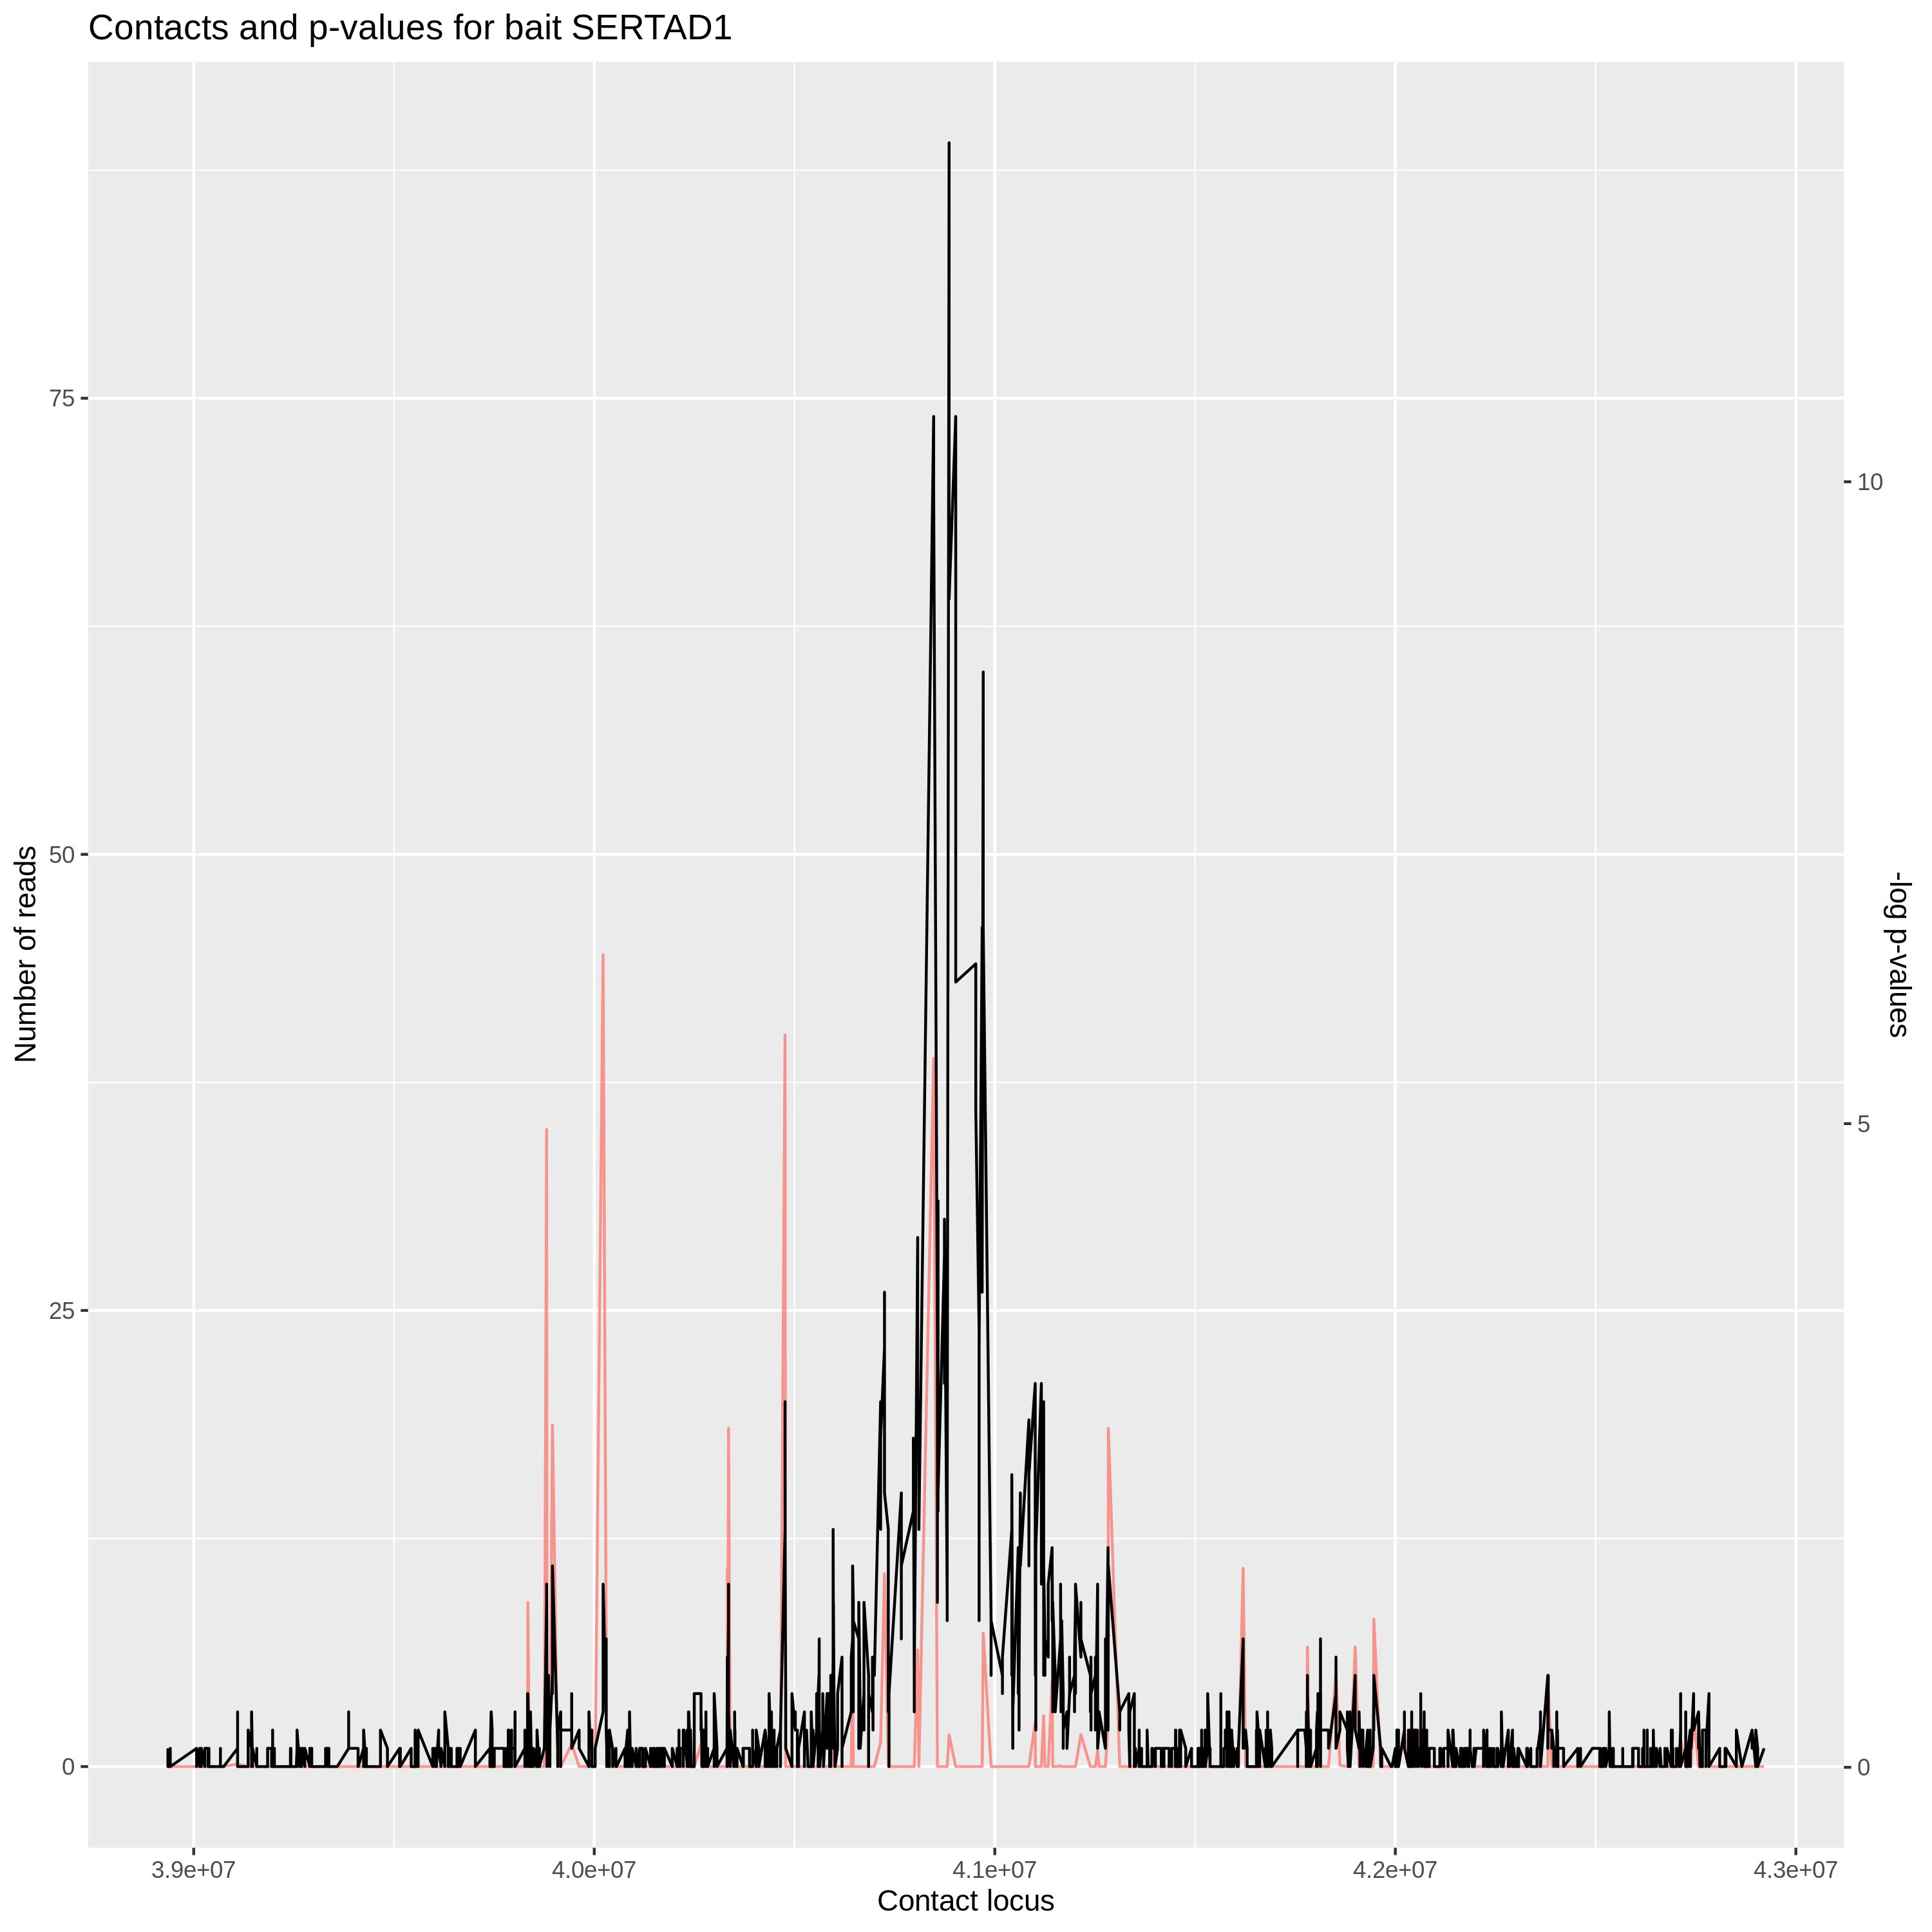 Contacts and p-values for bait SERTAD1
Number of reads
75
50
25
0
10
5
0
-log p-values
3.9e+07 4.0e+07 4.1e+07 4.2e+07 4.3e+07
Contact locus